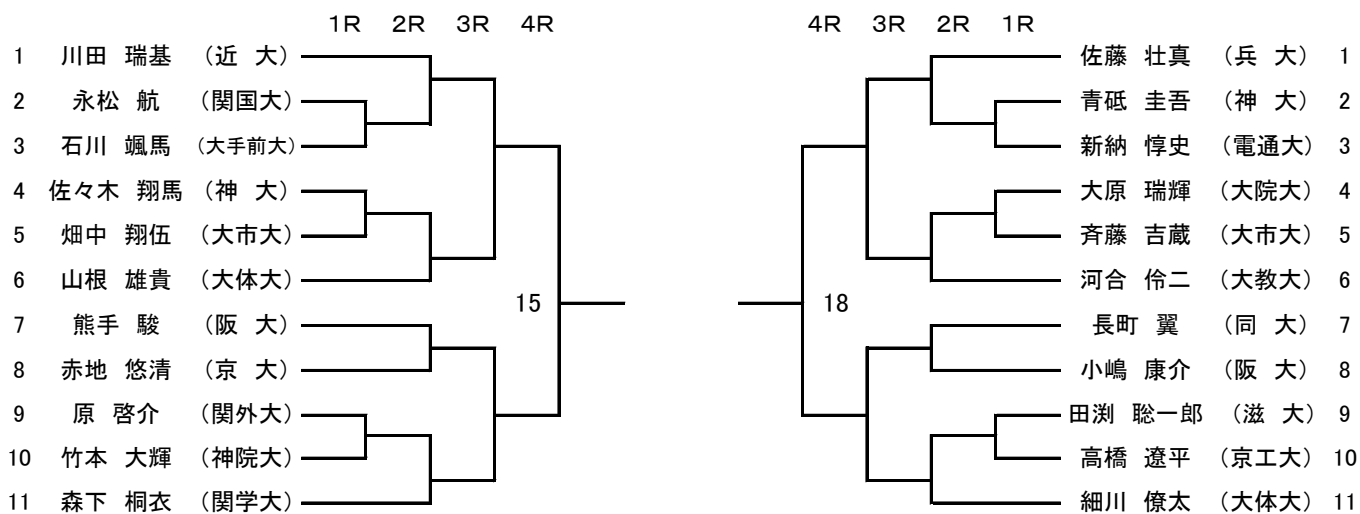 1R 2R 3R 4R
1 川田 瑞基 (近 大)
2 永松 航 (関国大)
3 石川 颯馬 (大手前大)
4 佐々木 翔馬 (神 大)
5 畑中 翔伍 (大市大)
6 山根 雄貴 (大体大)
15
7 熊手 駿 (阪 大)
8 赤地 悠清 (京 大)
9 原 啓介 (関外大)
10 竹本 大輝 (神院大)
11 森下 桐衣 (関学大)
4R 3R 2R 1R
佐藤 壮真 (兵 大) 1
青砥 圭吾 (神 大) 2
新納 惇史 (電通大) 3
大原 瑞輝 (大院大) 4
斉藤 吉蔵 (大市大) 5
河合 伶二 (大教大) 6
18
長町 翼 (同 大) 7
小嶋 康介 (阪 大) 8
田渕 聡一郎 (滋 大) 9
高橋 遼平 (京工大) 10
細川 僚太 (大体大) 11